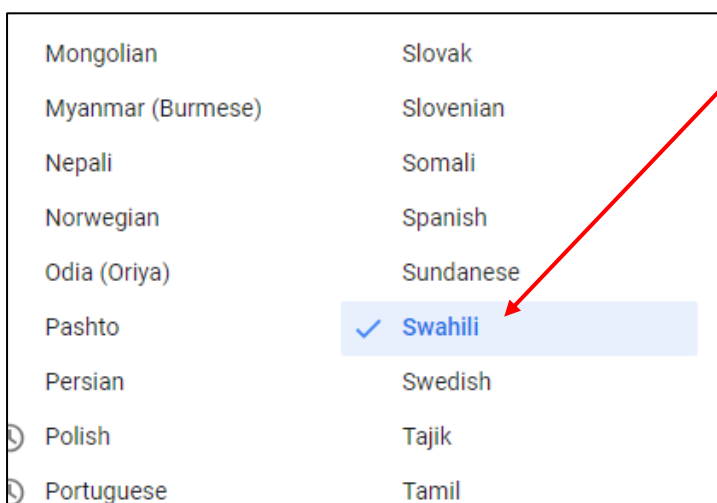 Mongolian
Myanmar (Burmese)
Nepali
Norwegian
Odia (Oriya)
Pashto
Persian
Polish
Portuguese
Slovak
Slovenian
Somali
Spanish
Sundanese
Swahili
Swedish
Tajik
Tamil